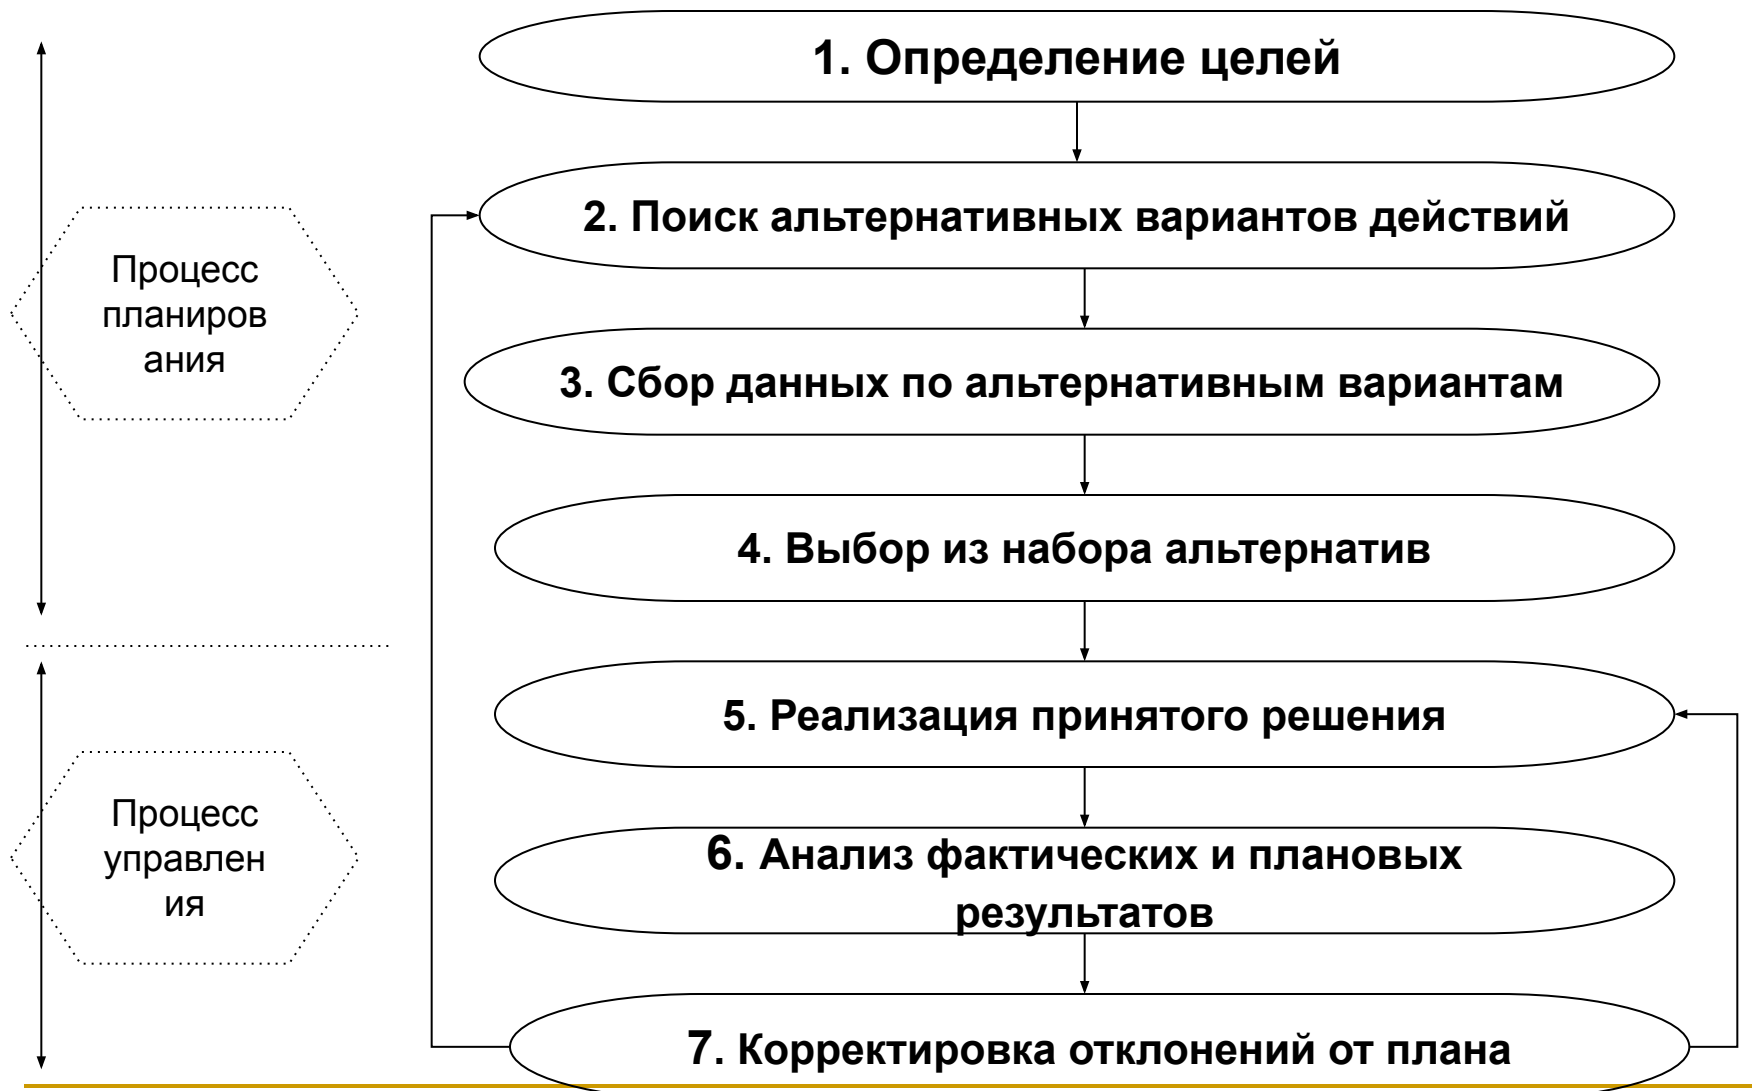 1. Определение целей
2. Поиск альтернативных вариантов действий
Процесс
планиров
ания
3. Сбор данных по альтернативным вариантам
4. Выбор из набора альтернатив
5. Реализация принятого решения
Процесс
управлен
ия
6. Анализ фактических и плановых
результатов
7. Корректировка отклонений от плана